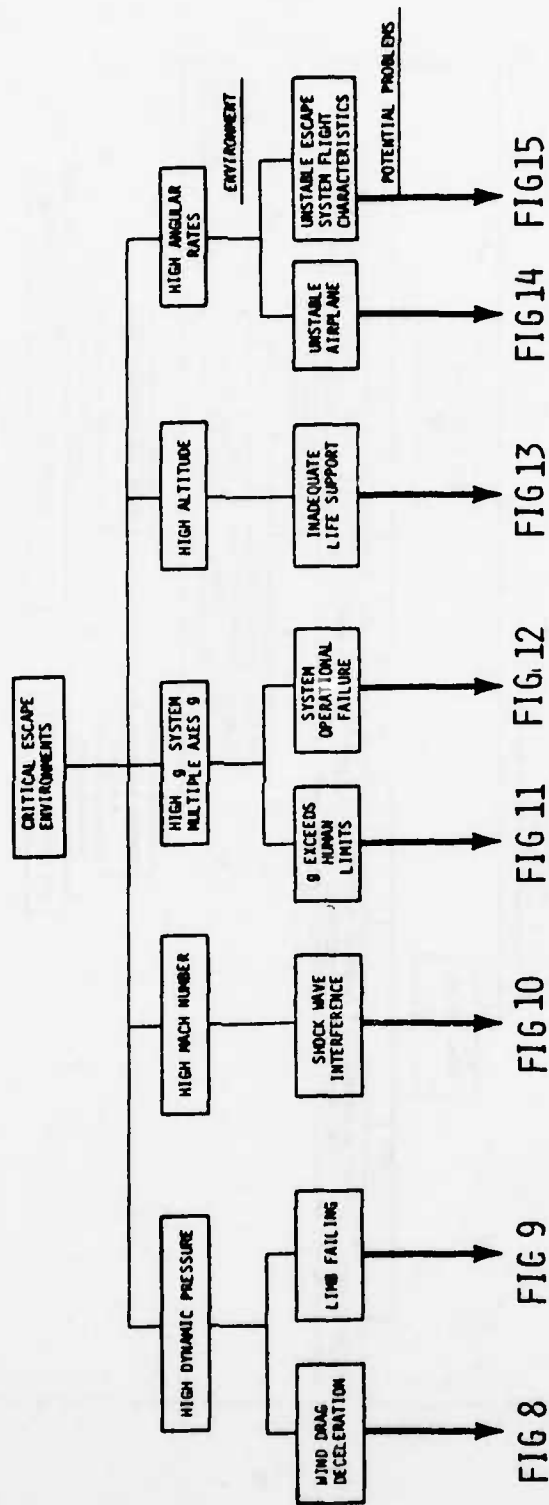 CRITICAL ESCAPE
ENVIRONMENTS
HIGH DYNAMIC PRESSURE
HIGH MACH NUMBER
HIGH g SYSTEM
MULTIPLE AXES g
HIGH ALTITUDE
HIGH ANGULAR
RATES
ENVIRONMENT
WIND DRAG
DECELERATION
LIMB FAILING
SHOCK WAVE
INTERFERENCE
g EXCEEDS
HUMAN
LIMITS
SYSTEM
OPERATIONAL
FAILURE
INADEQUATE
LIFE SUPPORT
UNSTABLE
AIRPLANE
UNSTABLE ESCAPE
SYSTEM FLIGHT
CHARACTERISTICS
POTENTIAL PROBLEMS
FIG 8
FIG 9
FIG 10
FIG 11
FIG. 12
FIG 13
FIG 14
FIG 15